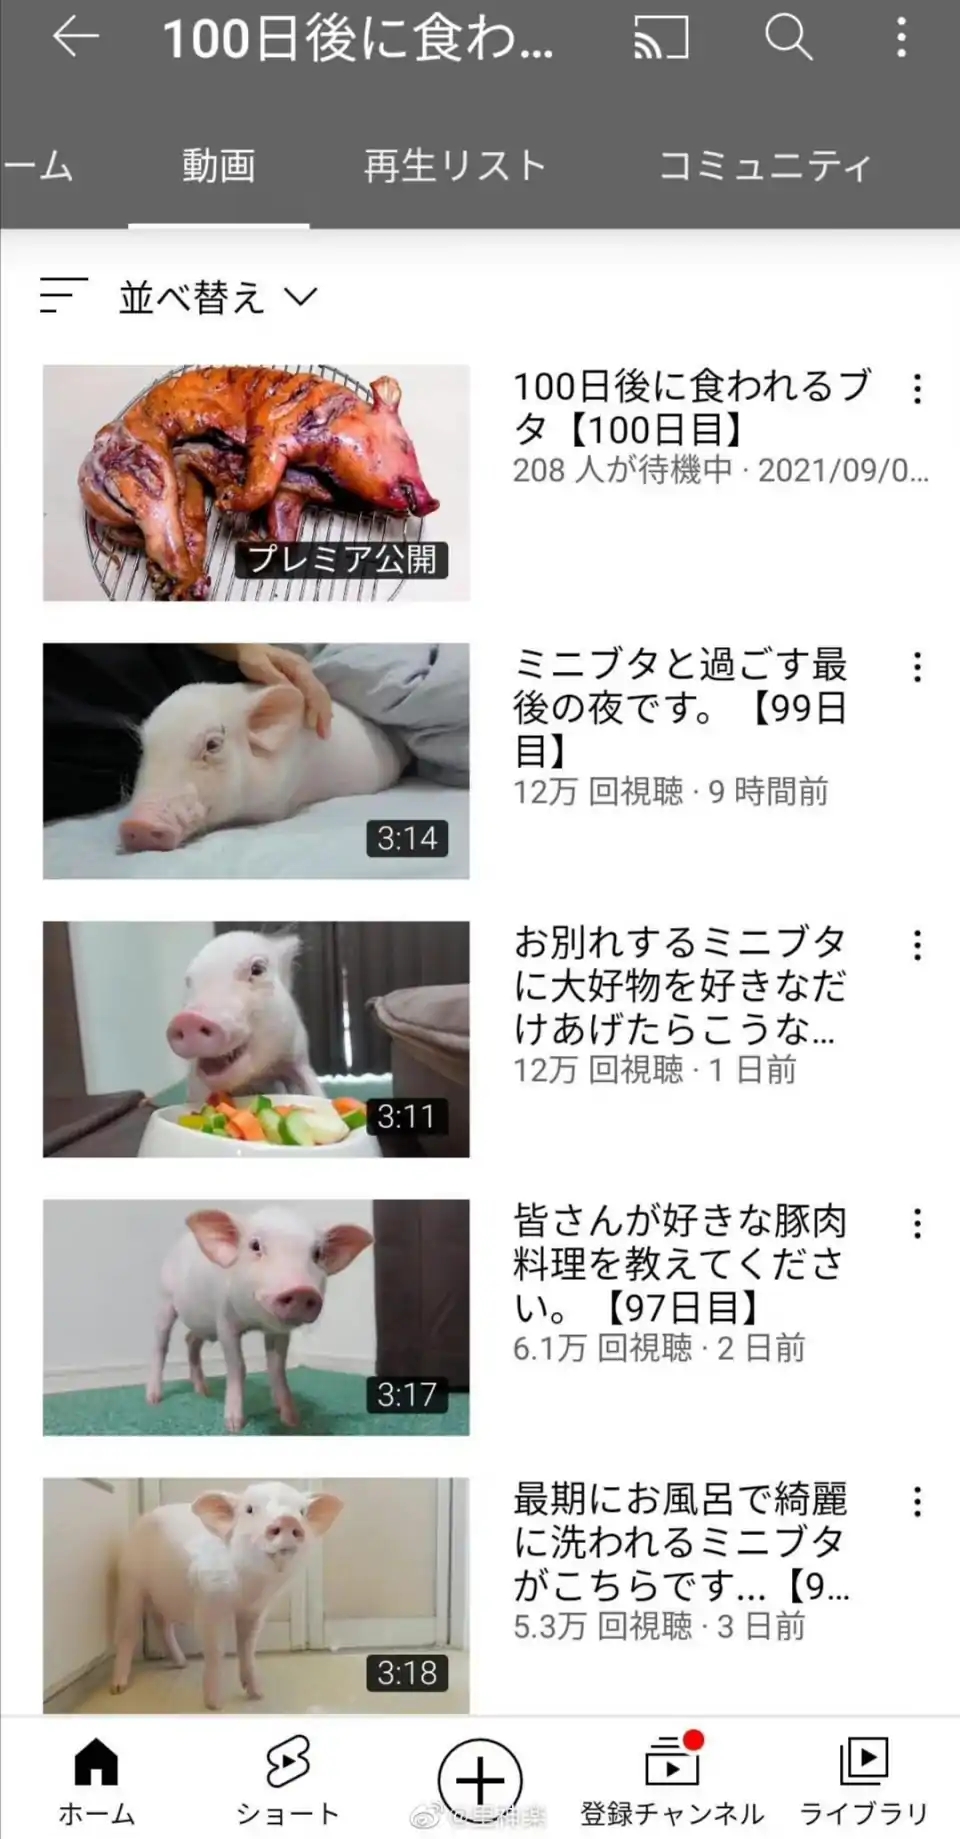 100日後に食わ...
ーム
動画
再生リスト
コミュニティ
並べ替え
100日後に食われるブ
タ【100日目】
208 人が待機中 · 2021/09/0...
プレミア公開
ミニブタと過ごす最
後の夜です。【99日
目】
12万 回視聴 · 9 時間前
3:14
お別れするミニブタ
に大好物を好きなだ
けあげたらこうな...
12万 回視聴 · 1 日前
3:11
皆さんが好きな豚肉
料理を教えてくださ
い。【97日目】
6.1万 回視聴 · 2 日前
3:17
最期にお風呂で綺麗
に洗われるミニブタ
がこちらです...【9...
5.3万 回視聴 · 3 日前
3:18
ホーム
ショート
登録チャンネル
ライブラリ